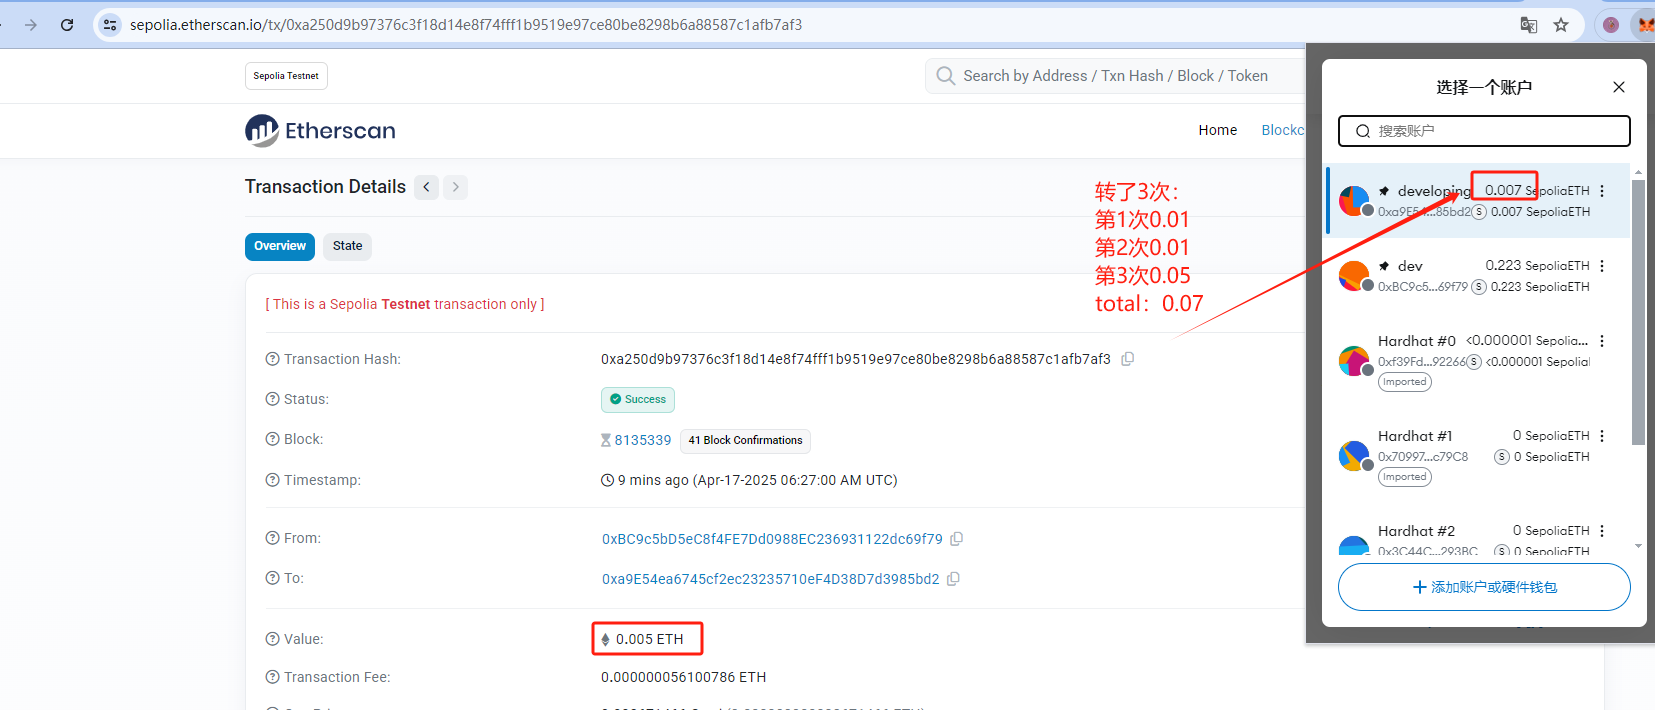 sepolia.etherscan.io/tx/0xa250d9b97376c3f18d14e8f74fff1b9519e97ce80be8298b6a88587c1afb7af3
Sepolia Testnet
Search by Address / Txn Hash / Block / Token
Etherscan
Home
Blockc
Transaction Details
Overview
State
[ This is a Sepolia Testnet transaction only ]
Transaction Hash:
0xa250d9b97376c3f18d14e8f74fff1b9519e97ce80be8298b6a88587c1afb7af3
Status:
Success
Block:
8135339
41 Block Confirmations
Timestamp:
9 mins ago (Apr-17-2025 06:27:00 AM UTC)
From:
0xBC9c5bD5eC8f4FE7Dd0988EC236931122dc69f79
To:
0xa9E54ea6745cf2ec23235710eF4D38D7d3985bd2
Value:
0.005 ETH
Transaction Fee:
0.000000056100786 ETH
转了3次:
第1次0.01
第2次0.01
第3次0.05
total: 0.07
选择一个账户
搜索账户
developing
0.007 SepoliaETH
0xa9E54...85bd2
S 0.007 SepoliaETH
dev
0.223 SepoliaETH
0xBC9c5...69f79
S 0.223 SepoliaETH
Hardhat #0
<0.000001 Sepolia...
0xf39Fd...92266
S <0.000001 Sepolial
Imported
Hardhat #1
0 SepoliaETH
0x70997...c79C8
S 0 SepoliaETH
Imported
Hardhat #2
0 SepoliaETH
0x3C44C...293BC
S 0 SepoliaETH
+ 添加账户或硬件钱包